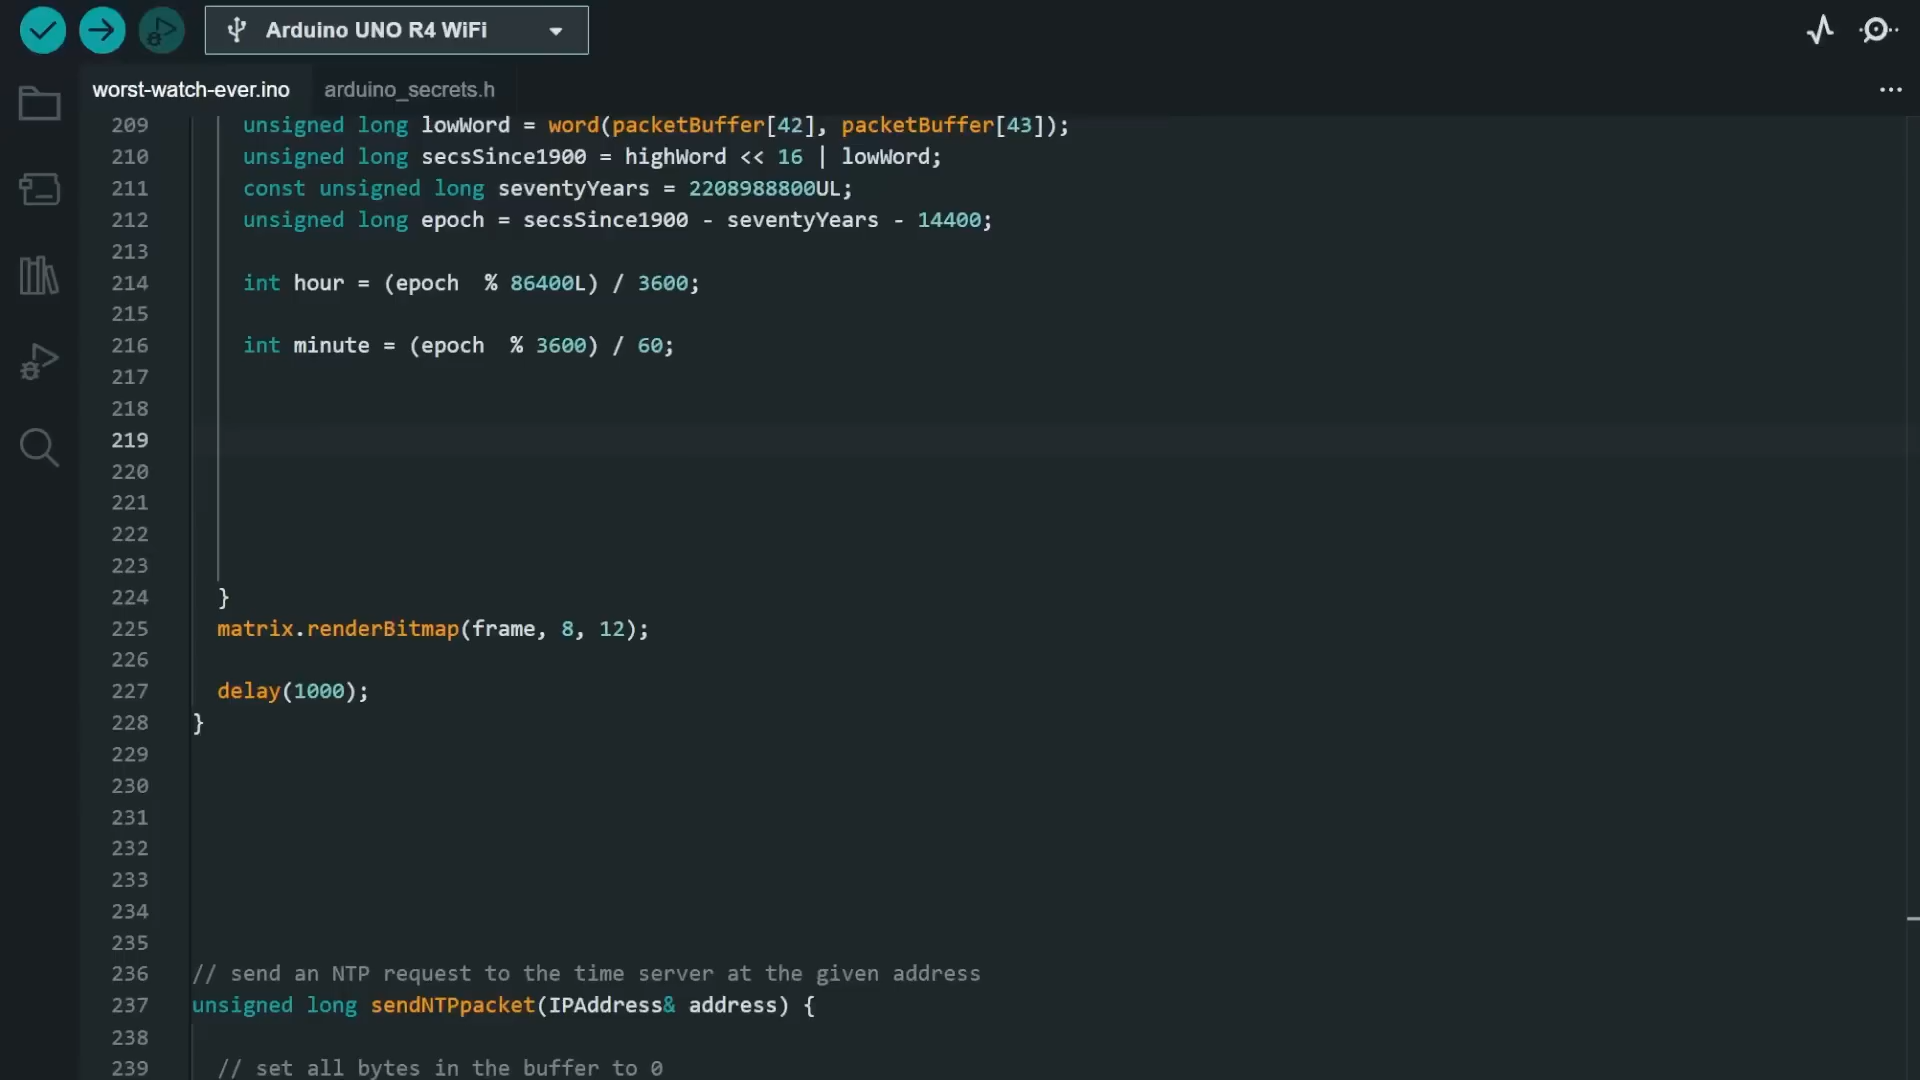 Arduino UNO R4 WiFi
worst-watch-ever.ino arduino_secrets.h
209 unsigned long lowWord = word(packetBuffer[42], packetBuffer[43]);
210 unsigned long secsSince1900 = highWord << 16 | lowWord;
211 const unsigned long seventyYears = 2208988800UL;
212 unsigned long epoch = secsSince1900 - seventyYears - 14400;
213
214 int hour = (epoch  % 86400L) / 3600;
215
216 int minute = (epoch  % 3600) / 60;
217
218
219
220
221
222
223
224 }
225 matrix.renderBitmap(frame, 8, 12);
226
227 delay(1000);
228 }
229
230
231
232
233
234
235
236 // send an NTP request to the time server at the given address
237 unsigned long sendNTPpacket(IPAddress& address) {
238
239 // set all bytes in the buffer to 0